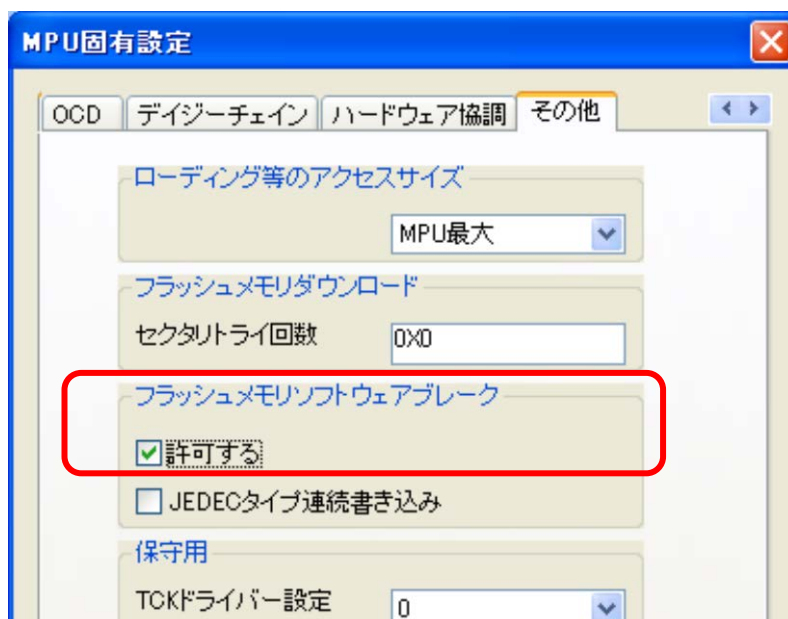 MPU固有設定
OCD デイジーチェイン ハードウェア協調 その他
ローディング等のアクセスサイズ
MPU最大
フラッシュメモリダウンロード
セクタリトライ回数 0X0
フラッシュメモリソフトウェアブレーク
許可する
JEDECタイプ連続書き込み
保守用
TCKドライバー設定 0